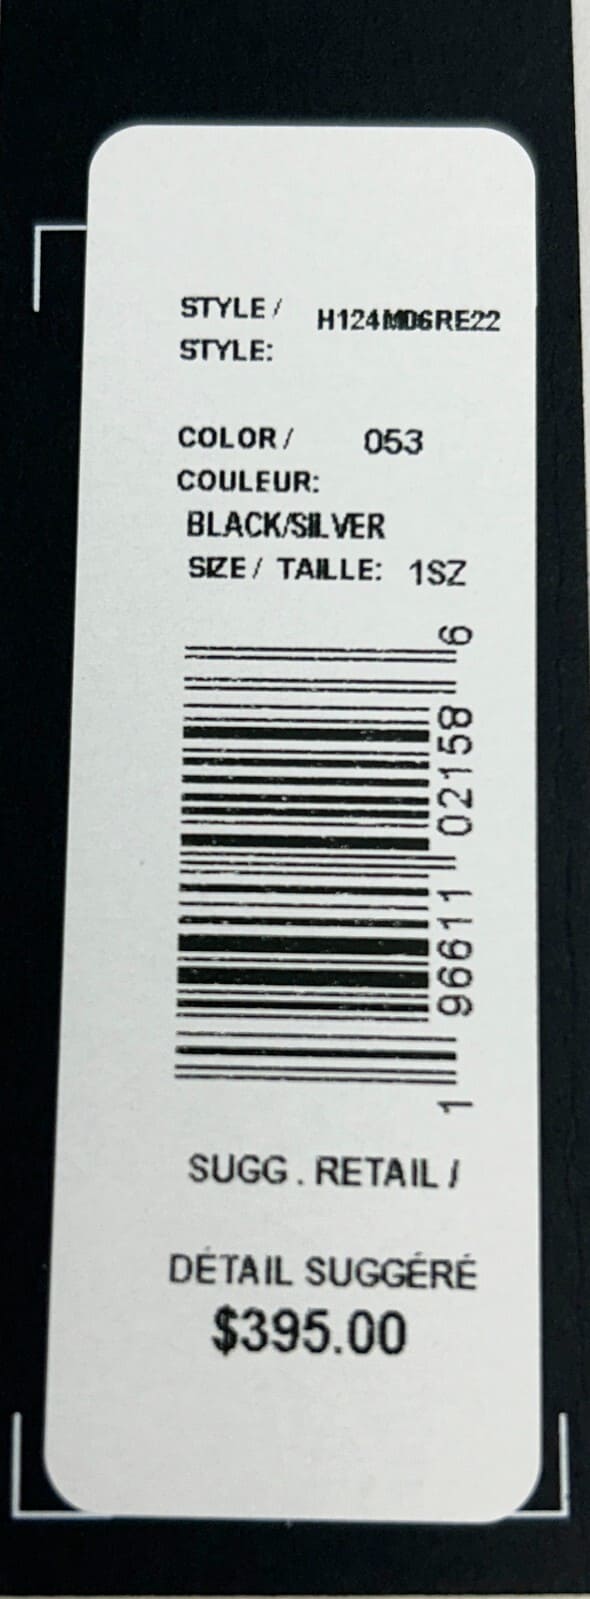 STYLE / H124M06RE22
STYLE:
COLOR / 053
COULEUR:
BLACK/SILVER
SIZE / TAILLE: 1SZ
1 96611 02158 6
SUGG. RETAIL /
DÉTAIL SUGGÉRÉ
$395.00